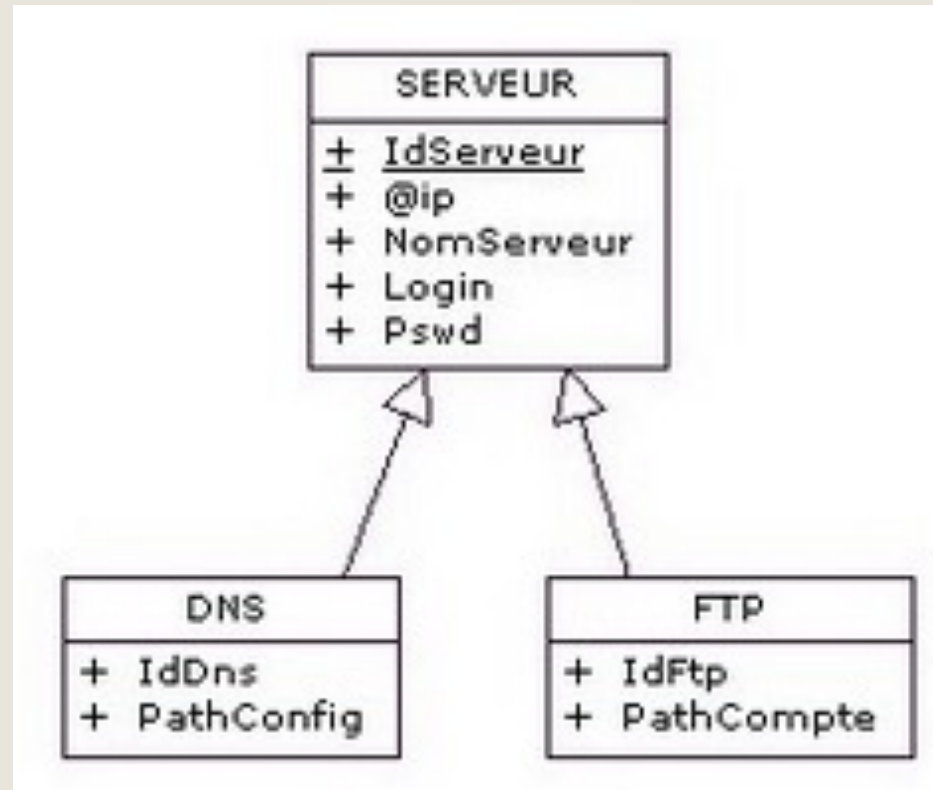 SERVEUR
+ IdServeur
+ @ip
+ NomServeur
+ Login
+ Pswd
DNS
+ IdDns
+ PathConfig
FTP
+ IdFtp
+ PathCompte